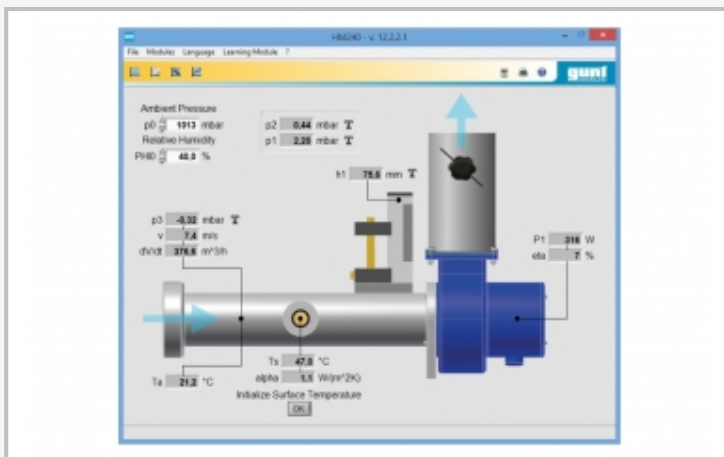 HM240 - v. 12.2.2.1
File Modules Language Learning Module ?
gunt
Ambient Pressure
p0 1013 mbar
Relative Humidity
PHI0 40,0 %
p2 0,44 mbar T
p1 2,20 mbar T
h1 75,6 mm T
p3 -0,32 mbar T
v 7,4 m/s
dV/dt 376,6 m^3/h
P1 316 W
eta 7 %
Ts 47,0 °C
alpha 1,1 W/(m^2K)
Ta 21,2 °C
Initialize Surface Temperature
OK